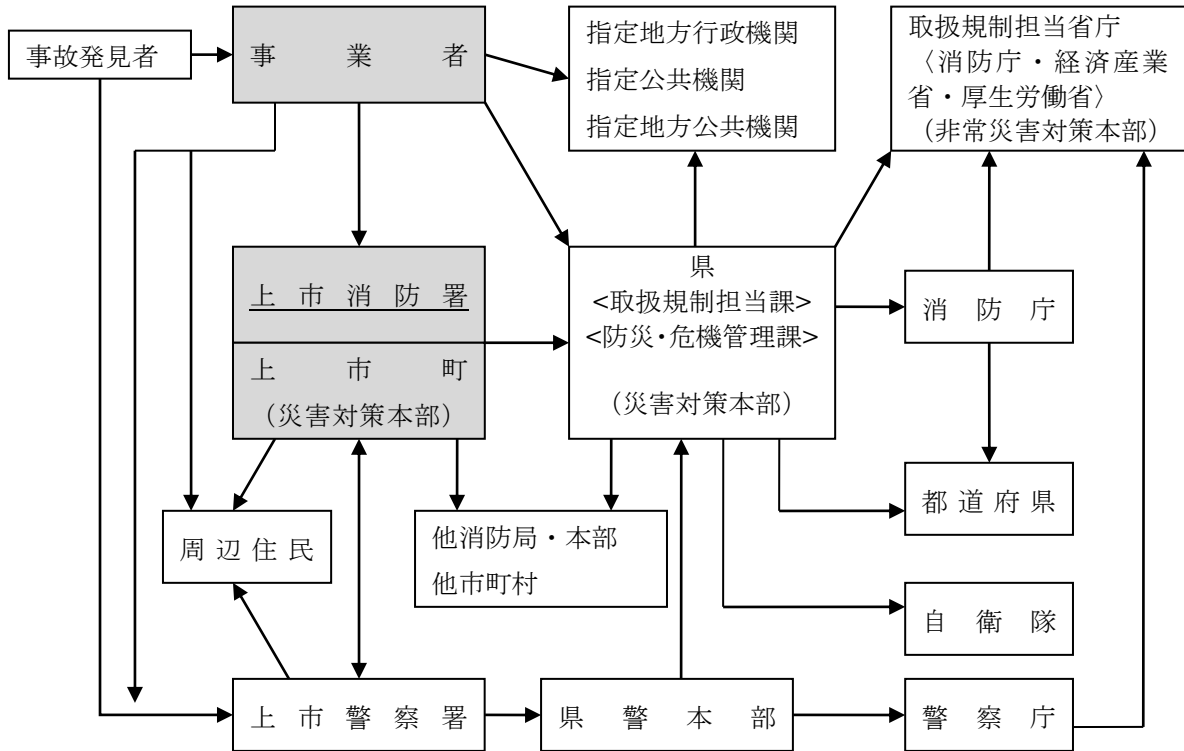 事故発見者
事業者
指定地方行政機関
指定公共機関
指定地方公共機関
取扱規制担当省庁
〈消防庁・経済産業
省・厚生労働省〉
（非常災害対策本部）
上市消防署
上市町
（災害対策本部）
県
<取扱規制担当課>
<防災・危機管理課>
（災害対策本部）
消防庁
都道府県
周辺住民
他消防局・本部
他市町村
自衛隊
上市警察署
県警本部
警察庁